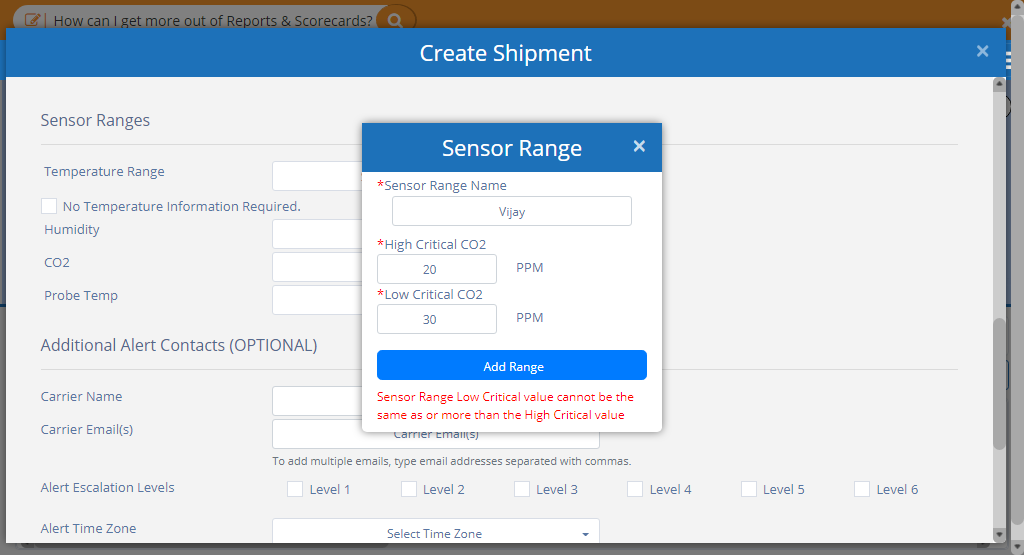 How can I get more out of Reports & Scorecards?
Create Shipment
×
Sensor Ranges
Sensor Range
×
Temperature Range
*Sensor Range Name
No Temperature Information Required.
Vijay
Humidity
*High Critical CO2
CO2
20 PPM
Probe Temp
*Low Critical CO2
30 PPM
Additional Alert Contacts (OPTIONAL)
Add Range
Carrier Name
Sensor Range Low Critical value cannot be the
same as or more than the High Critical value
Carrier Email(s)
Carrier Email(s)
To add multiple emails, type email addresses separated with commas.
Alert Escalation Levels Level 1 Level 2 Level 3 Level 4 Level 5 Level 6
Alert Time Zone Select Time Zone